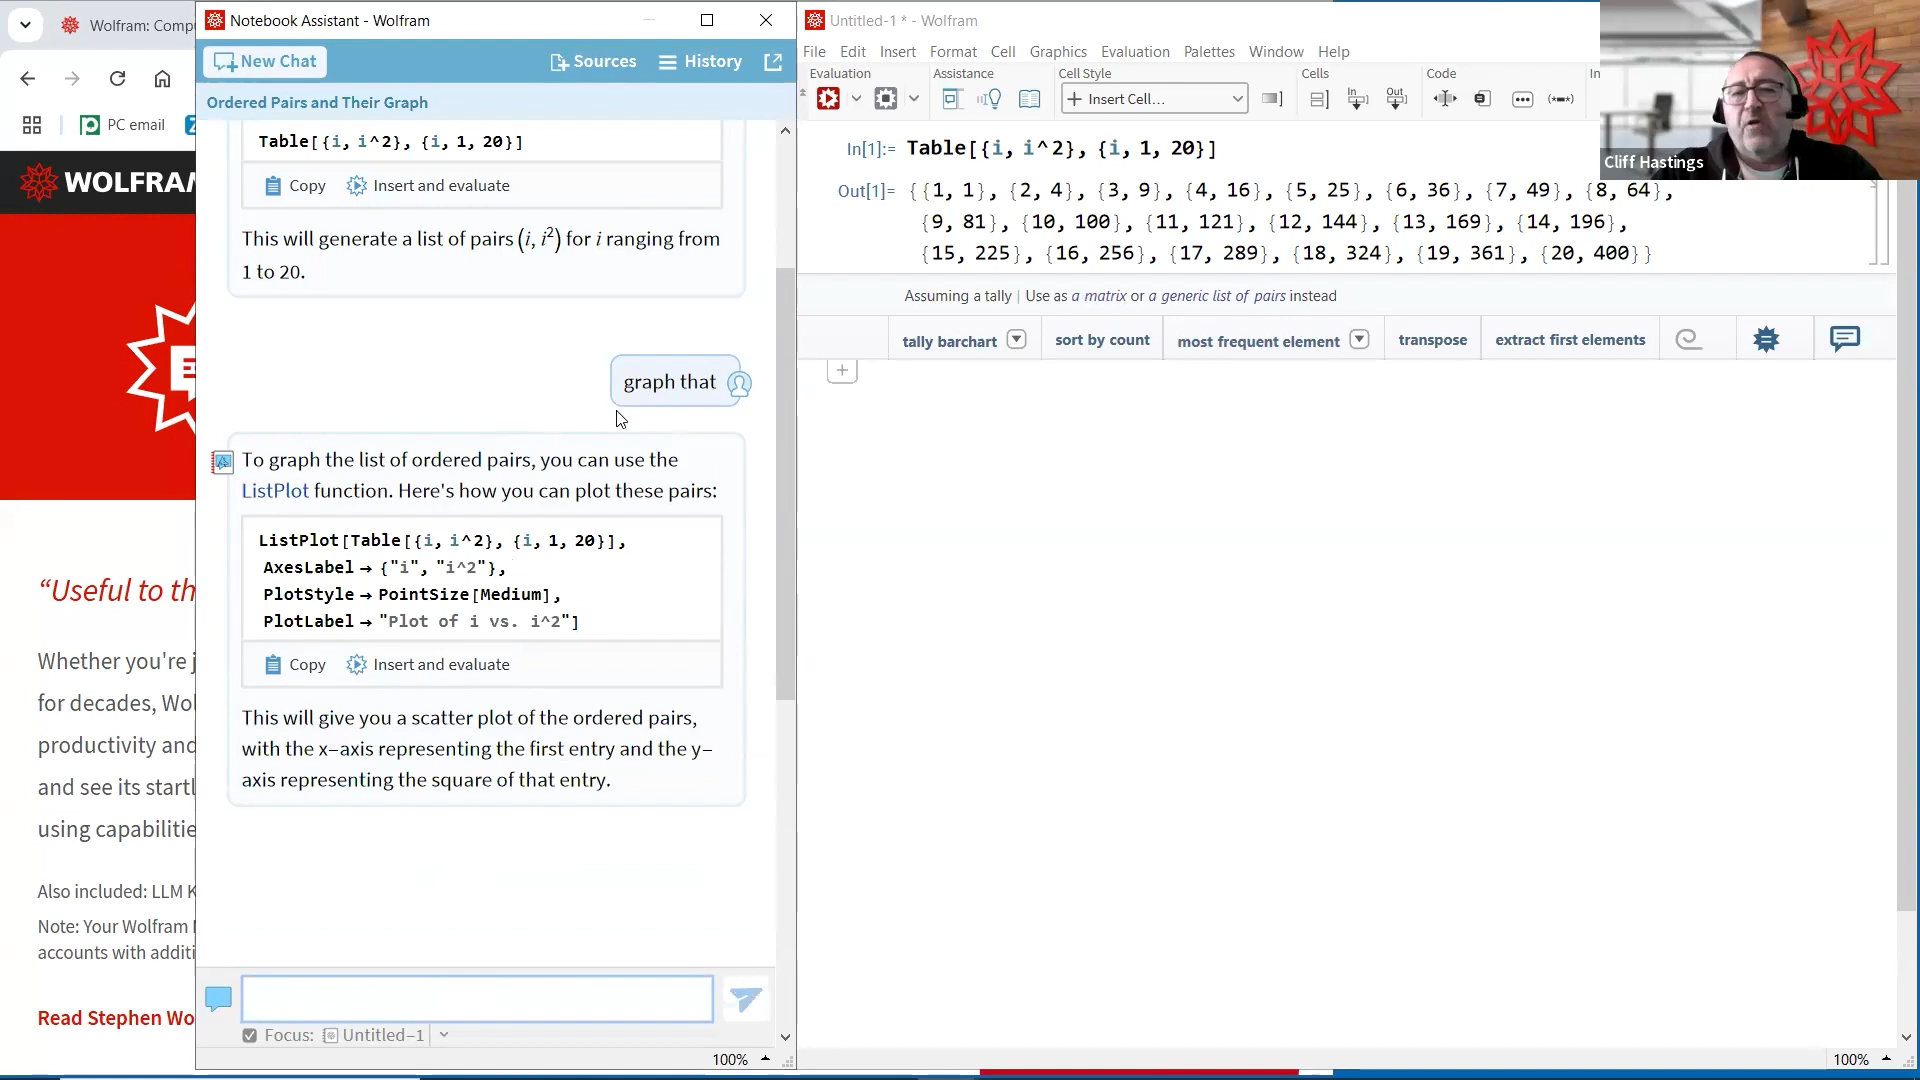 Wolfram: Compu
PC email
WOLFRAM
“Useful to th
Whether you're j
for decades, Wol
productivity and
and see its startl
using capabilitie
Also included: LLM K
Note: Your Wolfram
accounts with additi
Read Stephen Wo
Notebook Assistant - Wolfram
New Chat
Sources
History
Ordered Pairs and Their Graph
Table[{i, i^2}, {i, 1, 20}]
Copy
Insert and evaluate
This will generate a list of pairs (i, i²) for i ranging from
1 to 20.
graph that
To graph the list of ordered pairs, you can use the
ListPlot function. Here's how you can plot these pairs:
ListPlot[Table[{i, i^2}, {i, 1, 20}],
AxesLabel → {"i", "i^2"},
PlotStyle → PointSize[Medium],
PlotLabel → "Plot of i vs. i^2"]
Copy
Insert and evaluate
This will give you a scatter plot of the ordered pairs,
with the x–axis representing the first entry and the y–
axis representing the square of that entry.
Focus: Untitled–1
100%
Untitled-1 * - Wolfram
File Edit Insert Format Cell Graphics Evaluation Palettes Window Help
Evaluation
Assistance
Cell Style
Cells
Code
In
Insert Cell...
In
Out
In[1]:= Table[{i, i^2}, {i, 1, 20}]
Out[1]= {{1, 1}, {2, 4}, {3, 9}, {4, 16}, {5, 25}, {6, 36}, {7, 49}, {8, 64},
{9, 81}, {10, 100}, {11, 121}, {12, 144}, {13, 169}, {14, 196},
{15, 225}, {16, 256}, {17, 289}, {18, 324}, {19, 361}, {20, 400}}
Assuming a tally | Use as a matrix or a generic list of pairs instead
tally barchart
sort by count
most frequent element
transpose
extract first elements
100%
Cliff Hastings